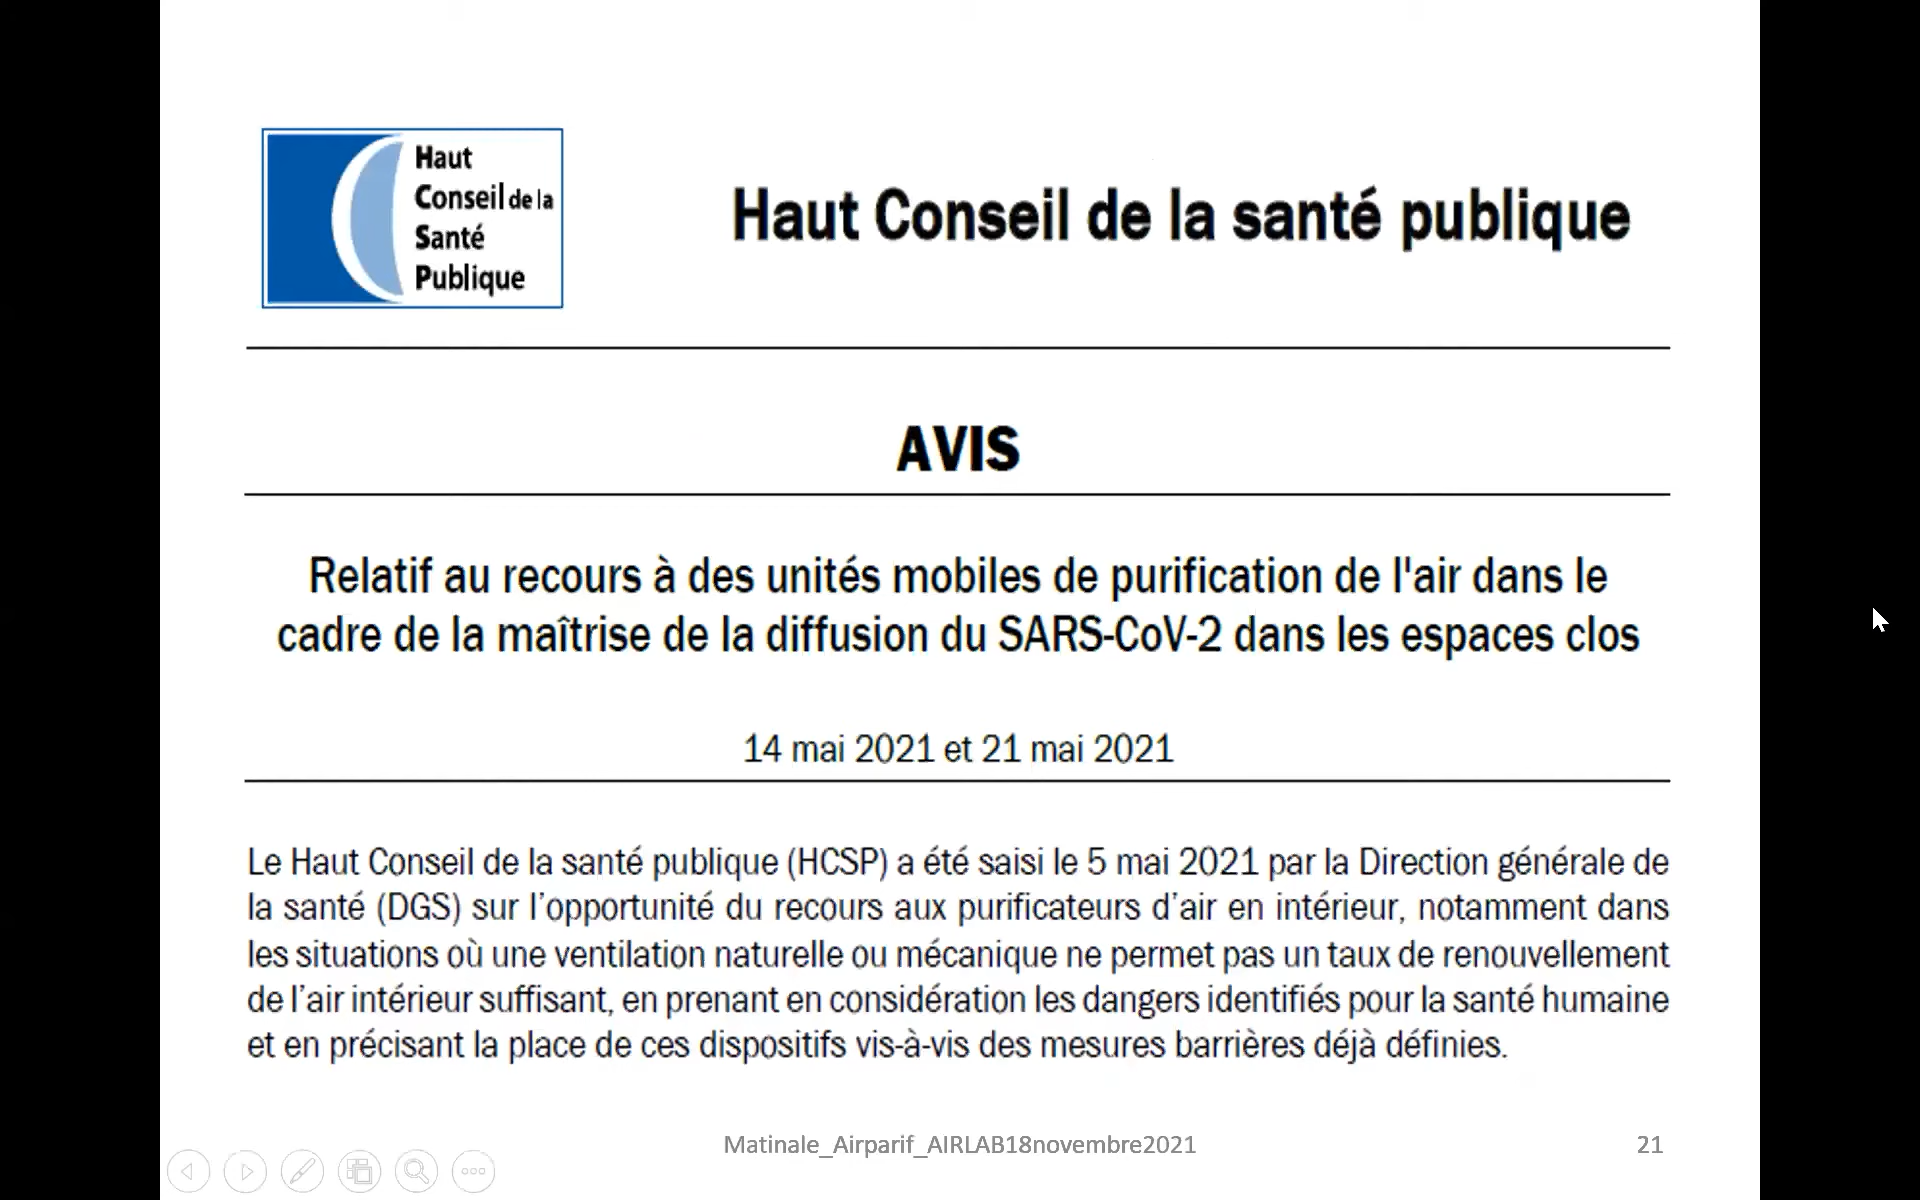 Haut
Conseil de la
Santé
Publique
Haut Conseil de la santé publique
AVIS
Relatif au recours à des unités mobiles de purification de l'air dans le
cadre de la maîtrise de la diffusion du SARS-CoV-2 dans les espaces clos
14 mai 2021 et 21 mai 2021
Le Haut Conseil de la santé publique (HCSP) a été saisi le 5 mai 2021 par la Direction générale de
la santé (DGS) sur l’opportunité du recours aux purificateurs d’air en intérieur, notamment dans
les situations où une ventilation naturelle ou mécanique ne permet pas un taux de renouvellement
de l’air intérieur suffisant, en prenant en considération les dangers identifiés pour la santé humaine
et en précisant la place de ces dispositifs vis-à-vis des mesures barrières déjà définies.
Matinale_Airparif_AIRLAB18novembre2021
21